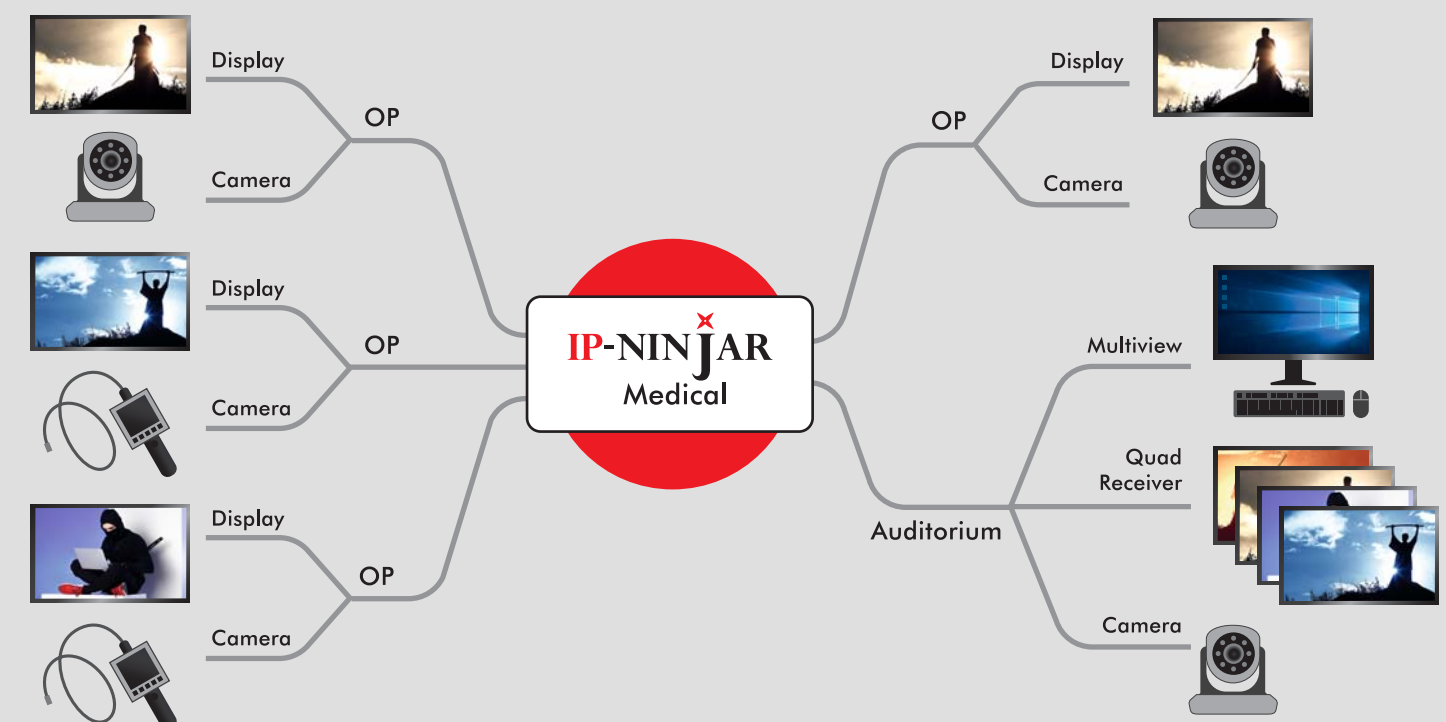 Display
OP
Camera
Display
OP
Camera
Display
OP
Camera
IP-NINJAR
Medical
Display
OP
Camera
Multiview
Quad
Receiver
Auditorium
Camera